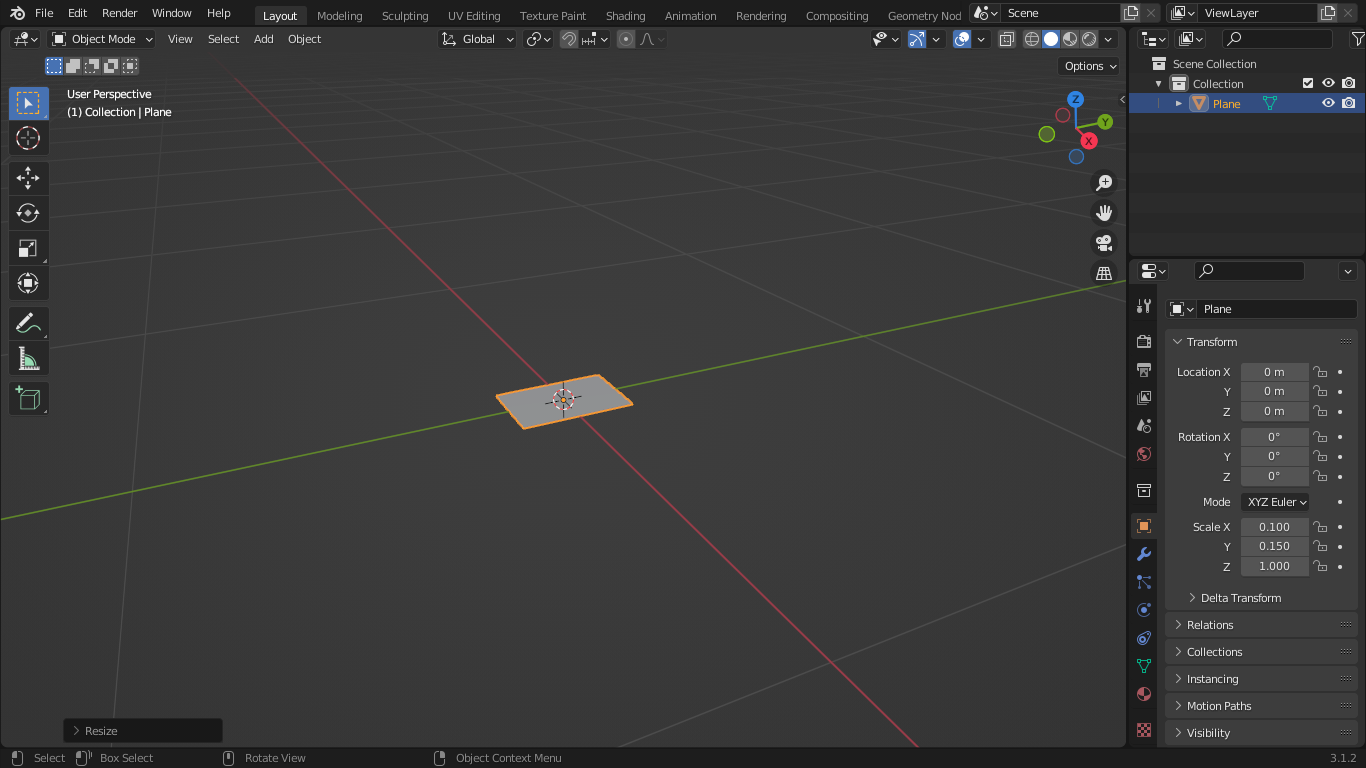 File Edit Render Window Help
Layout Modeling Sculpting UV Editing Texture Paint Shading Animation Rendering Compositing Geometry Nod
Scene
ViewLayer
Object Mode View Select Add Object
Global
Options
User Perspective
(1) Collection | Plane
Z
Y
X
Scene Collection
Collection
Plane
Plane
Transform
Location X 0 m
Y 0 m
Z 0 m
Rotation X 0°
Y 0°
Z 0°
Mode XYZ Euler
Scale X 0.100
Y 0.150
Z 1.000
Delta Transform
Relations
Collections
Instancing
Motion Paths
Visibility
Resize
Select Box Select Rotate View Object Context Menu 3.1.2